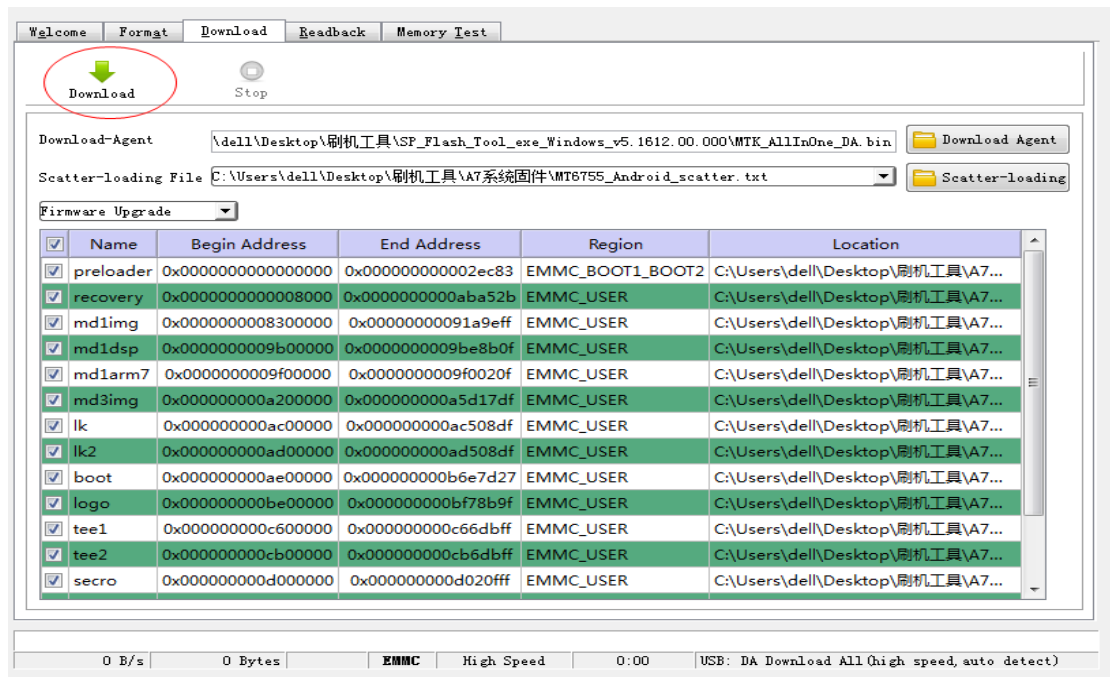 Welcome Format Download Readback Memory Test
Download Stop
Download-Agent \dell\Desktop\刷机工具\SP_Flash_Tool_exe_Windows_v5.1612.00.000\MTK_AllInOne_DA.bin Download Agent
Scatter-loading File C:\Users\dell\Desktop\刷机工具\A7系统固件\MT6755_Android_scatter.txt Scatter-loading
Firmware Upgrade
Name Begin Address End Address Region Location
preloader 0x0000000000000000 0x000000000002ec83 EMMC_BOOT1_BOOT2 C:\Users\dell\Desktop\刷机工具\A7...
recovery 0x0000000000008000 0x0000000000aba52b EMMC_USER C:\Users\dell\Desktop\刷机工具\A7...
md1img 0x0000000008300000 0x00000000091a9eff EMMC_USER C:\Users\dell\Desktop\刷机工具\A7...
md1dsp 0x0000000009b00000 0x0000000009be8b0f EMMC_USER C:\Users\dell\Desktop\刷机工具\A7...
md1arm7 0x0000000009f00000 0x0000000009f0020f EMMC_USER C:\Users\dell\Desktop\刷机工具\A7...
md3img 0x000000000a200000 0x000000000a5d17df EMMC_USER C:\Users\dell\Desktop\刷机工具\A7...
lk 0x000000000ac00000 0x000000000ac508df EMMC_USER C:\Users\dell\Desktop\刷机工具\A7...
lk2 0x000000000ad00000 0x000000000ad508df EMMC_USER C:\Users\dell\Desktop\刷机工具\A7...
boot 0x000000000ae00000 0x000000000b6e7d27 EMMC_USER C:\Users\dell\Desktop\刷机工具\A7...
logo 0x000000000be00000 0x000000000bf78b9f EMMC_USER C:\Users\dell\Desktop\刷机工具\A7...
tee1 0x000000000c600000 0x000000000c66dbff EMMC_USER C:\Users\dell\Desktop\刷机工具\A7...
tee2 0x000000000cb00000 0x000000000cb6dbff EMMC_USER C:\Users\dell\Desktop\刷机工具\A7...
secro 0x000000000d000000 0x000000000d020fff EMMC_USER C:\Users\dell\Desktop\刷机工具\A7...
0 B/s 0 Bytes EMMC High Speed 0:00 USB: DA Download All(high speed,auto detect)